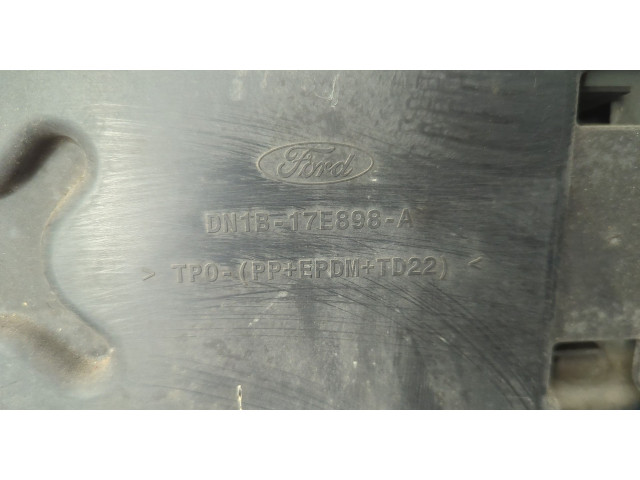 Ford
DN1B-17E898-A
> TPO-(PP+EPDM+TD22) <